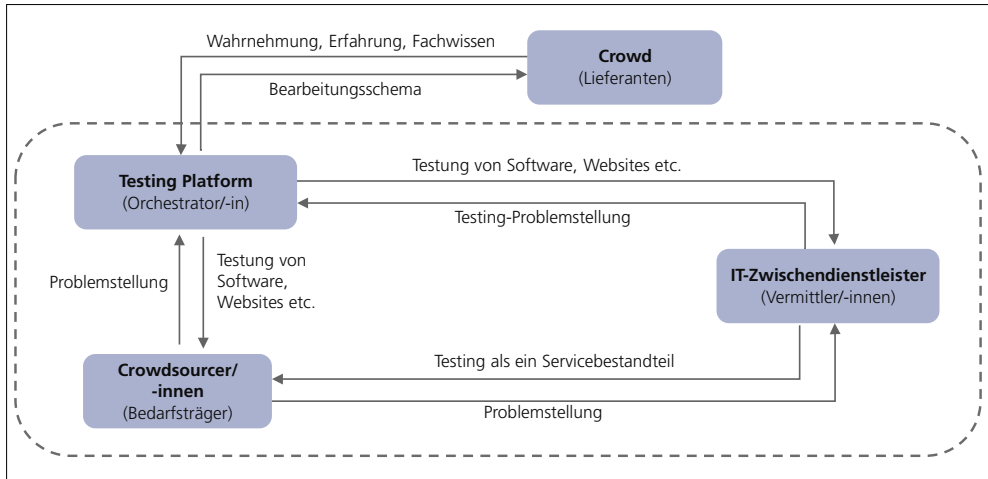 Wahrnehmung, Erfahrung, Fachwissen
Crowd
(Lieferanten)
Bearbeitungsschema
Testing Platform
(Orchestrator/-in)
Testung von Software, Websites etc.
Testing-Problemstellung
Problemstellung
Testung von
Software,
Websites etc.
IT-Zwischendienstleister
(Vermittler/-innen)
Crowdsourcer/
-innen
(Bedarfsträger)
Testing als ein Servicebestandteil
Problemstellung